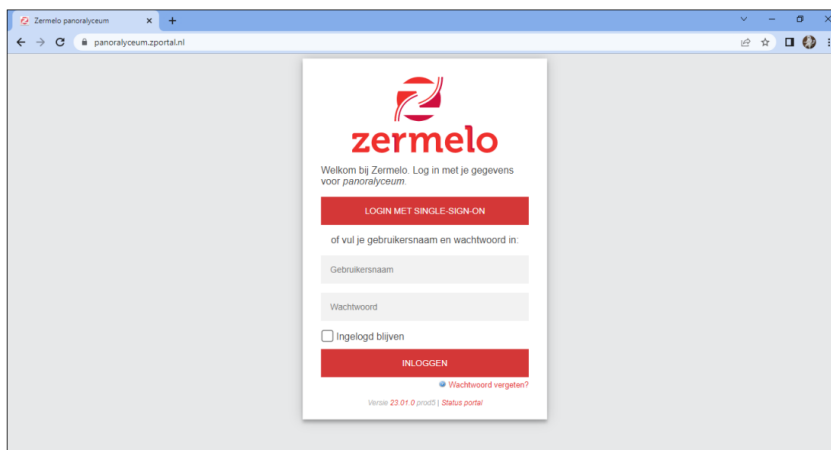 Zermelo panoralyceum
panoralyceum.zportal.nl
zermelo
Welkom bij Zermelo. Log in met je gegevens
voor panoralyceum.
LOGIN MET SINGLE-SIGN-ON
of vul je gebruikersnaam en wachtwoord in:
Gebruikersnaam
Wachtwoord
Ingelogd blijven
INLOGGEN
Wachtwoord vergeten?
Versie 23.01.0 prod5 | Status portal